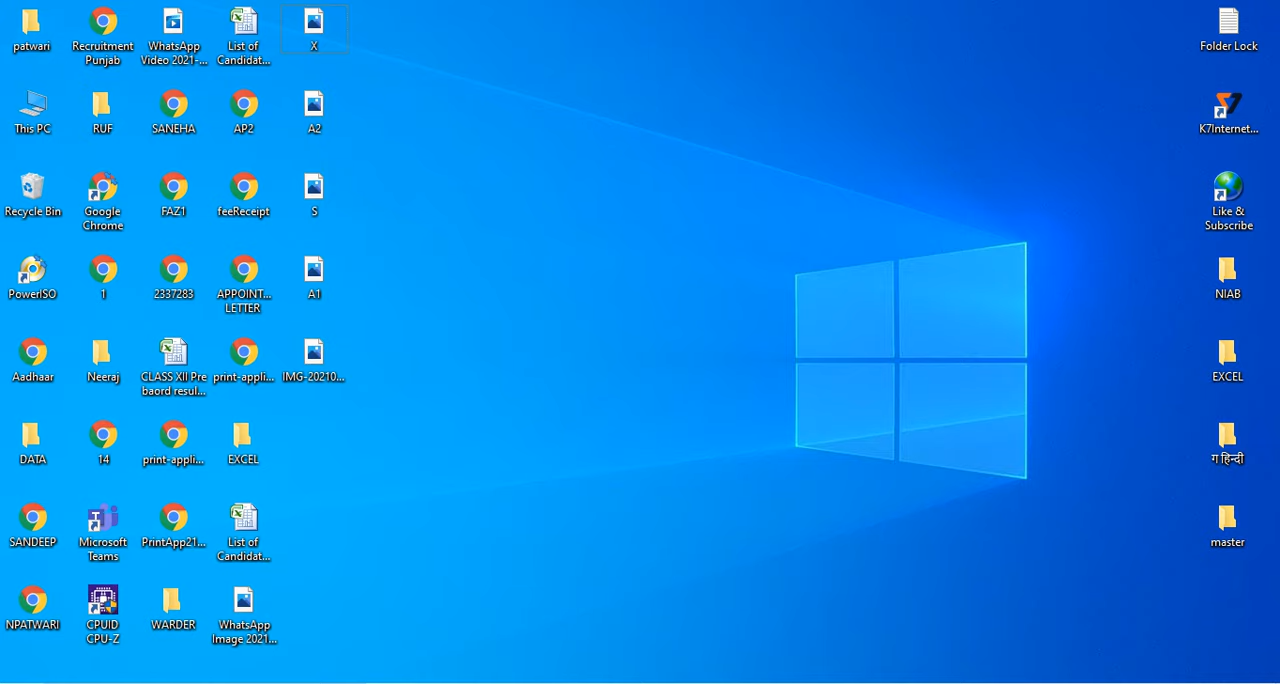 patwari
Recruitment
Punjab
WhatsApp
Video 2021-...
List of
Candidat...
X
Folder Lock
This PC
RUF
SANEHA
AP2
A2
K7Internet...
Recycle Bin
Google
Chrome
FAZ1
feeReceipt
S
Like &
Subscribe
PowerISO
1
2337283
APPOINT...
LETTER
A1
NIAB
Aadhaar
Neeraj
CLASS XII Pre
baord resul...
print-appli...
IMG-20210...
EXCEL
DATA
14
print-appli...
EXCEL
ग हिन्दी
SANDEEP
Microsoft
Teams
PrintApp21...
List of
Candidat...
master
NPATWARI
CPUID
CPU-Z
WARDER
WhatsApp
Image 2021...